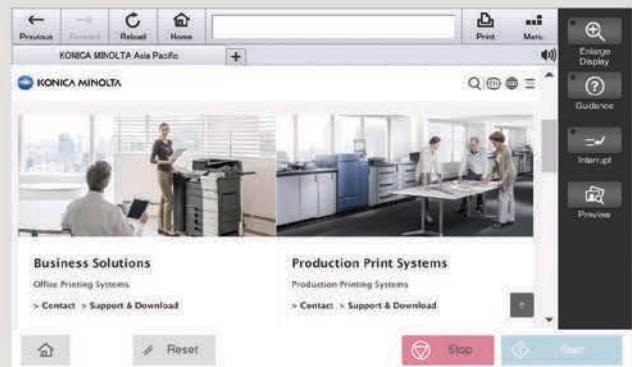 Previous Forward Reload Home Print Menu
KONICA MINOLTA Asia Pacific +
KONICA MINOLTA EN
Business Solutions
Office Printing Systems
> Contact > Support & Download
Production Print Systems
Production Printing Systems
> Contact > Support & Download
Enlarge
Display
Guidance
Interrupt
Preview
Reset Stop Start